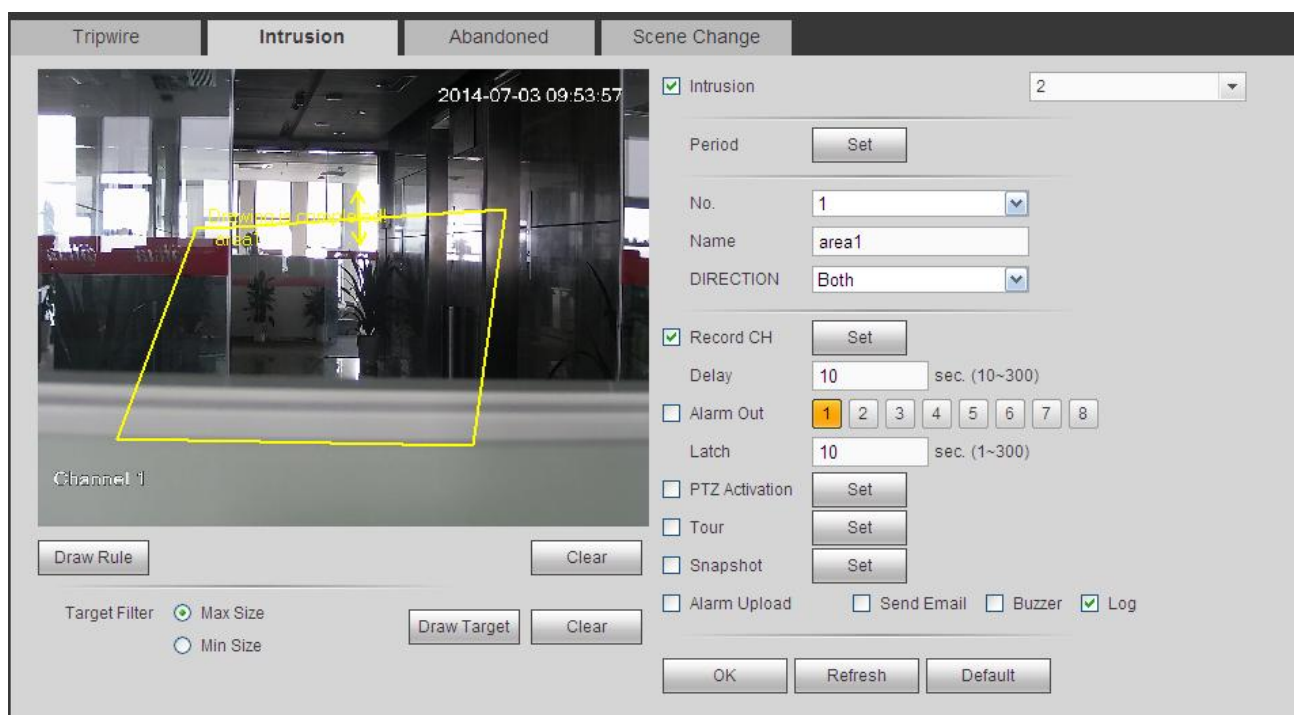 Tripwire Intrusion Abandoned Scene Change
2014-07-03 09:53:57
Drawing is completed!
area1
Channel 1
Draw Rule Clear
Target Filter Max Size
Min Size
Draw Target Clear
Intrusion 2
Period Set
No. 1
Name area1
DIRECTION Both
Record CH Set
Delay 10 sec. (10~300)
Alarm Out 1 2 3 4 5 6 7 8
Latch 10 sec. (1~300)
PTZ Activation Set
Tour Set
Snapshot Set
Alarm Upload Send Email Buzzer Log
OK Refresh Default